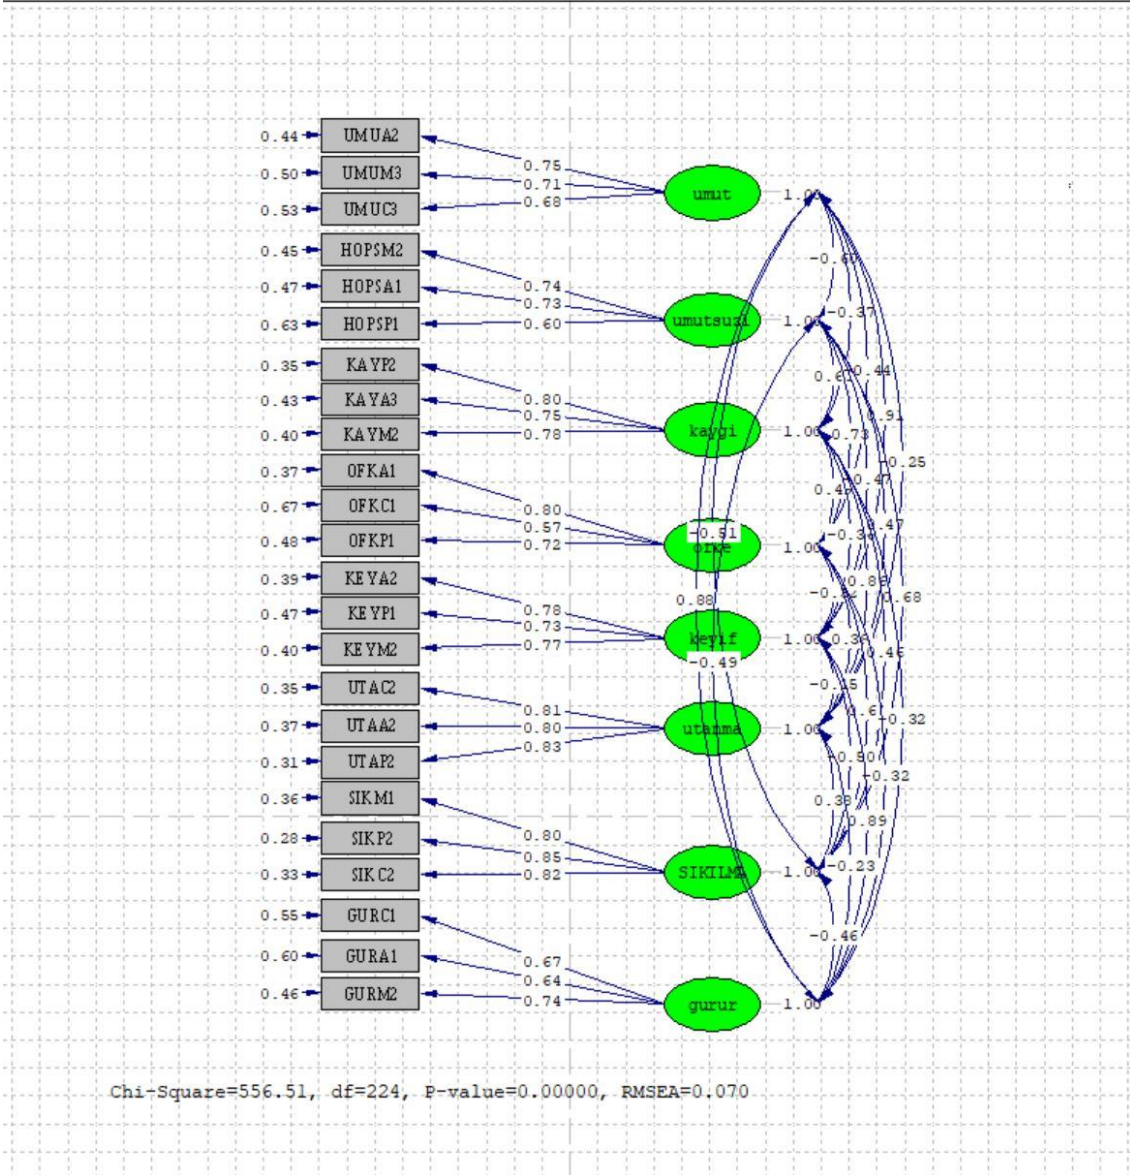 0.44 UMUA2
0.75
0.50 UMUM3
0.71
umut 1.00
0.53 UMUC3
0.68
0.45 HOPSM2
-0.60
0.47 HOPSA1
0.74
0.73
-0.37
0.63 HOPSP1
0.60
umutsuzl 1.00
0.35 KAYP2
-0.44
0.43 KAYA3
0.80
0.75
0.91
0.40 KAYM2
0.78
kaygi 1.00
0.73
0.37 OFKA1
-0.25
0.67 OFKC1
0.80
-0.47
0.57
0.48 OFKP1
0.72
-0.51
ofke 1.00
0.39 KEYA2
0.86
0.47 KEYP1
0.78
0.88
0.68
0.73
0.40 KEYM2
0.77
keyif 1.00
-0.49
0.46
0.35 UTAC2
0.81
0.37 UTAA2
0.80
utanma 1.00
-0.32
0.83
0.31 UTAP2
0.36 SIKM1
-0.32
0.28 SIKP2
0.80
0.38
0.89
0.85
0.33 SIKC2
0.82
SIKILMA 1.00
-0.23
0.55 GURC1
-0.46
0.60 GURA1
0.67
0.64
0.46 GURM2
0.74
gurur 1.00
Chi-Square=556.51, df=224, P-value=0.00000, RMSEA=0.070